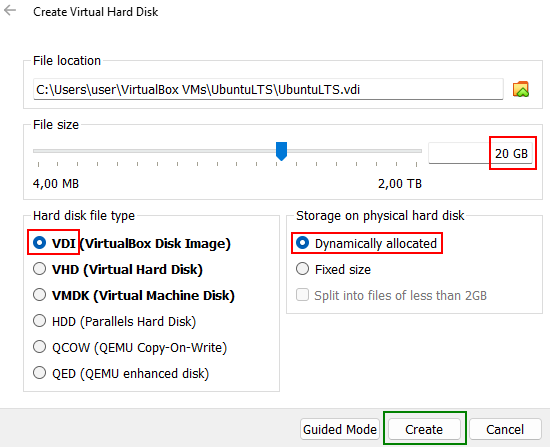 Create Virtual Hard Disk
File location
C:\Users\user\VirtualBox VMs\UbuntuLTS\UbuntuLTS.vdi
File size
20 GB
4,00 MB 2,00 TB
Hard disk file type
VDI (VirtualBox Disk Image)
VHD (Virtual Hard Disk)
VMDK (Virtual Machine Disk)
HDD (Parallels Hard Disk)
QCOW (QEMU Copy-On-Write)
QED (QEMU enhanced disk)
Storage on physical hard disk
Dynamically allocated
Fixed size
Split into files of less than 2GB
Guided Mode Create Cancel